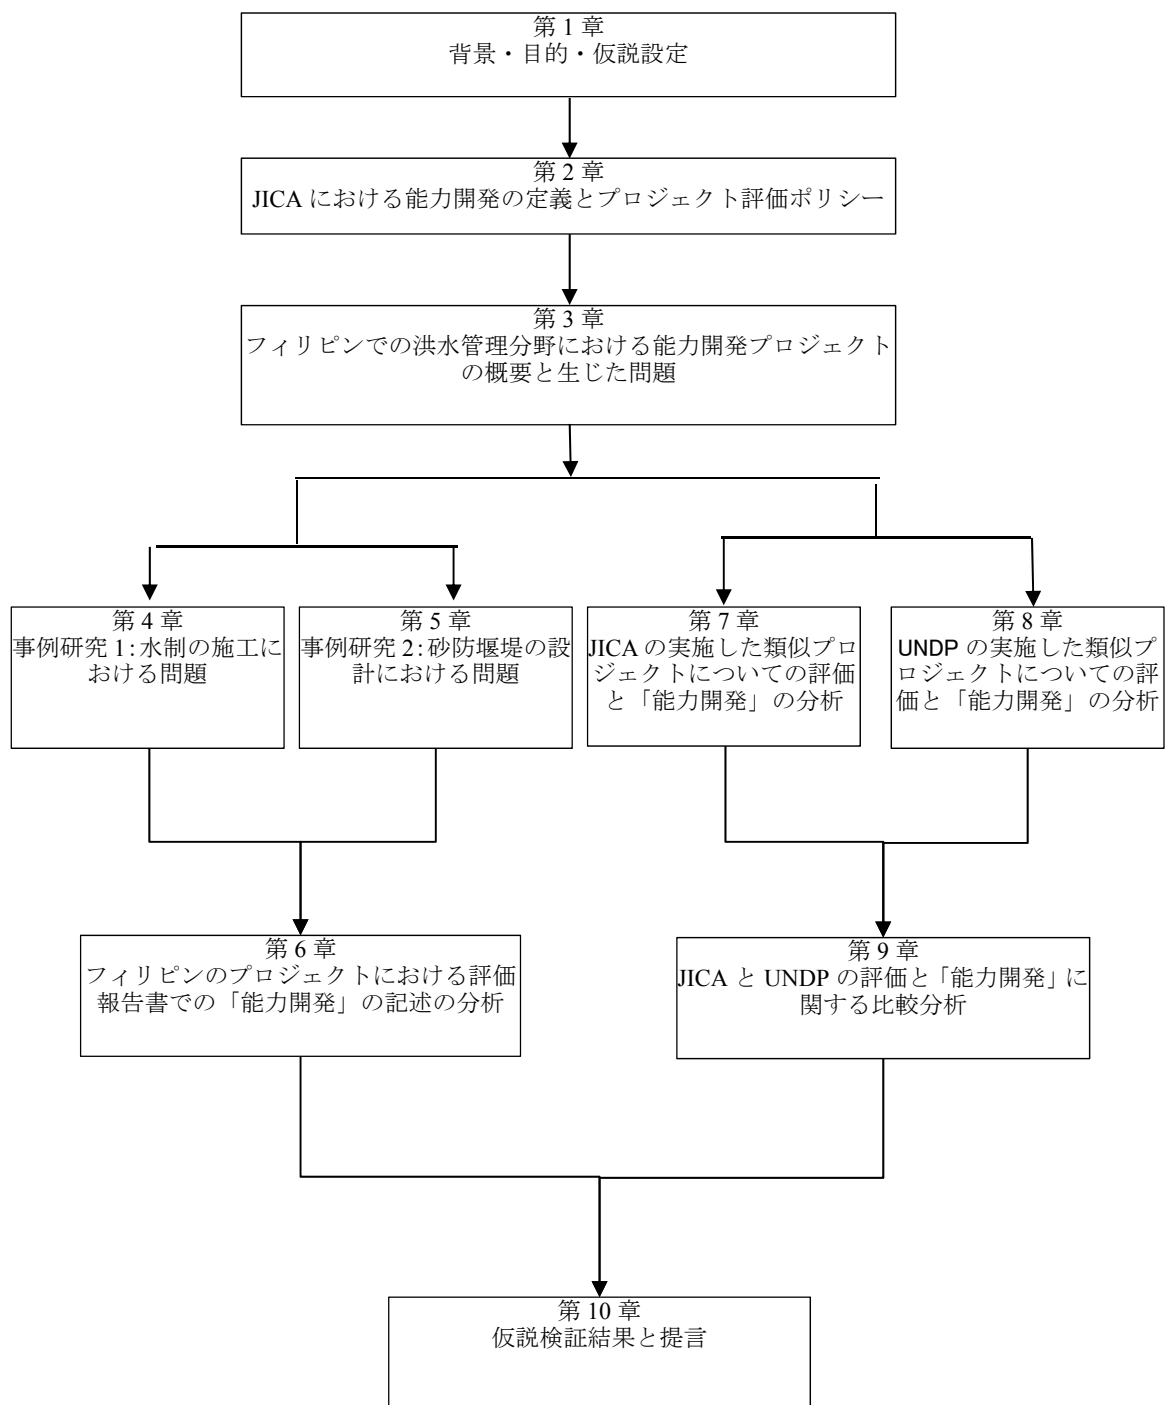 第 1 章
背景・目的・仮説設定
第 2 章
JICA における能力開発の定義とプロジェクト評価ポリシー
第 3 章
フィリピンでの洪水管理分野における能力開発プロジェクト
の概要と生じた問題
第 4 章
事例研究 1：水制の施工に
おける問題
第 5 章
事例研究 2：砂防堰堤の設
計における問題
第 7 章
JICA の実施した類似プロ
ジェクトについての評価
と「能力開発」の分析
第 8 章
UNDP の実施した類似プ
ロジェクトについての評
価と「能力開発」の分析
第 6 章
フィリピンのプロジェクトにおける評価
報告書での「能力開発」の記述の分析
第 9 章
JICA と UNDP の評価と「能力開発」に
関する比較分析
第 10 章
仮説検証結果と提言